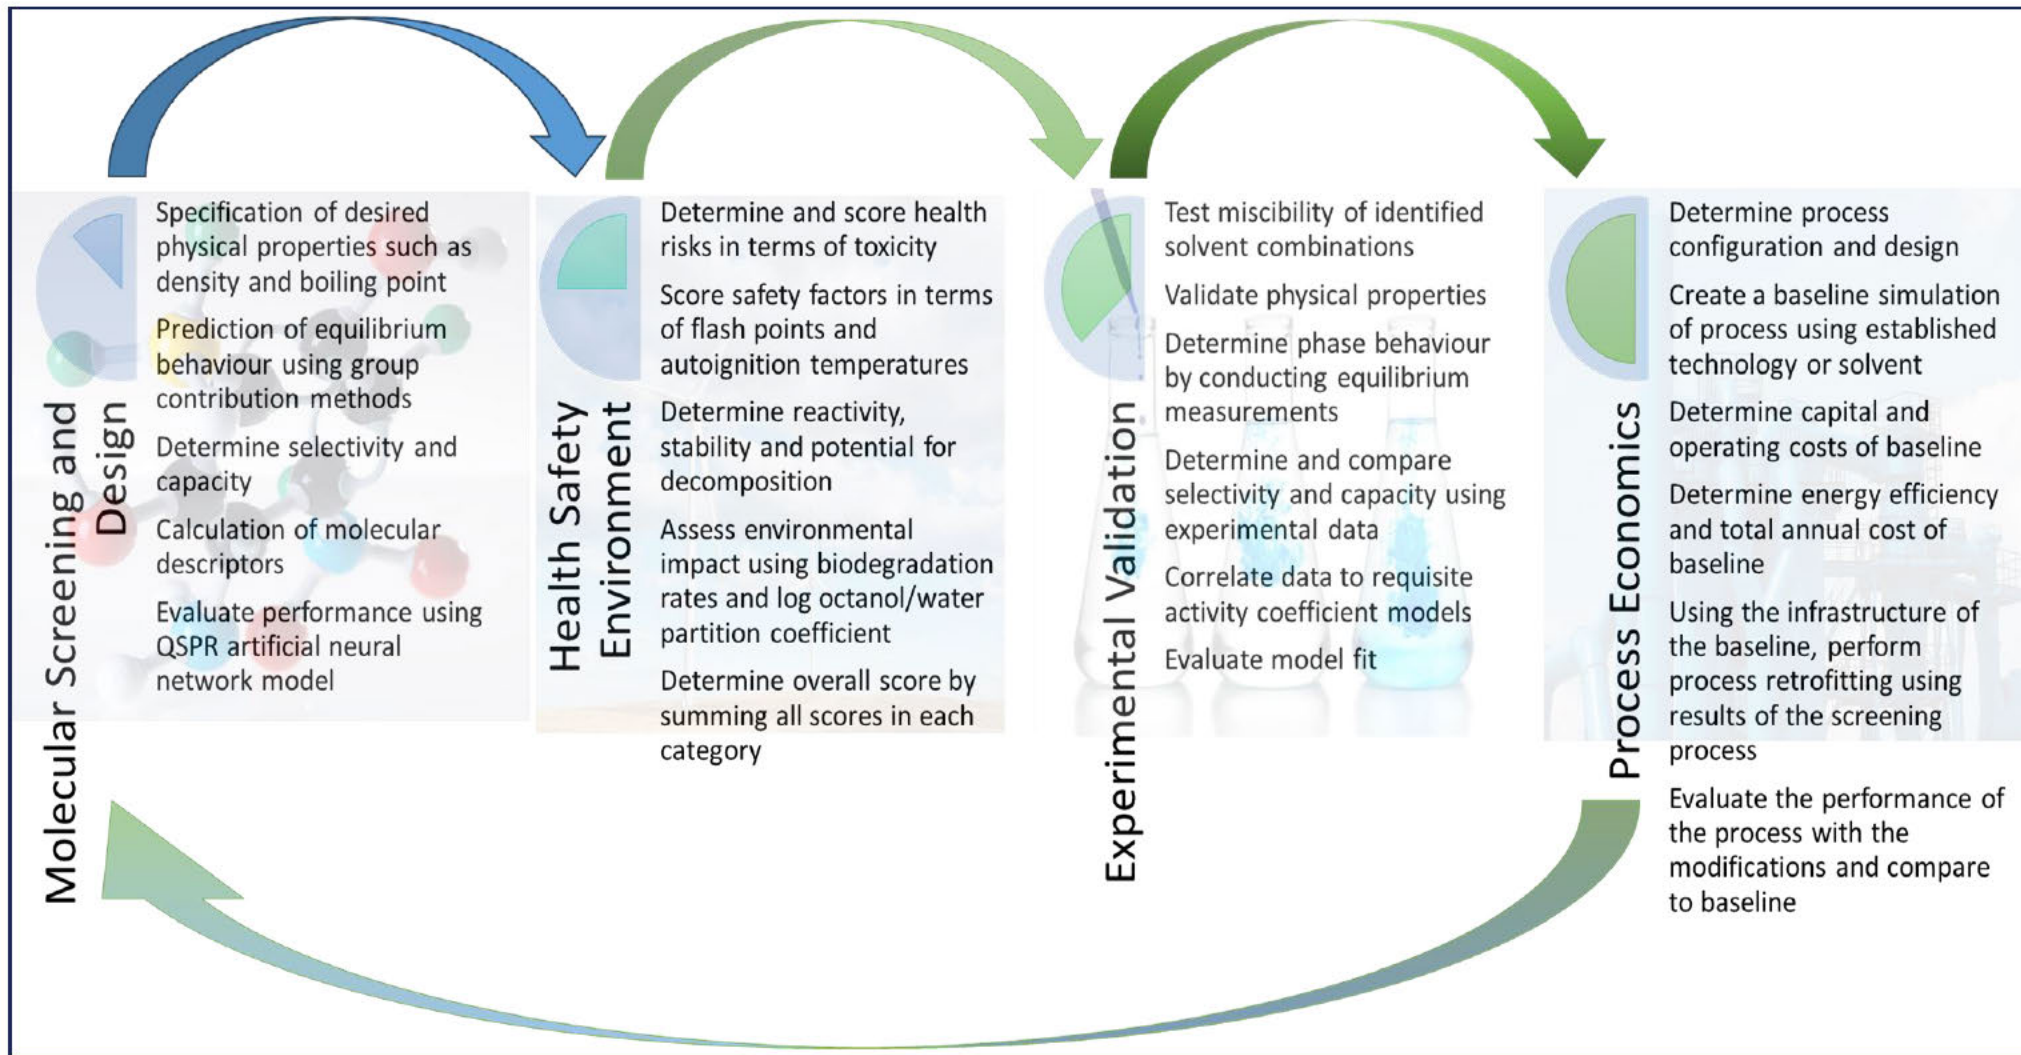 Molecular Screening and
Design
Specification of desired
physical properties such as
density and boiling point
Prediction of equilibrium
behaviour using group
contribution methods
Determine selectivity and
capacity
Calculation of molecular
descriptors
Evaluate performance using
QSPR artificial neural
network model
Health Safety
Environment
Determine and score health
risks in terms of toxicity
Score safety factors in terms
of flash points and
autoignition temperatures
Determine reactivity,
stability and potential for
decomposition
Assess environmental
impact using biodegradation
rates and log octanol/water
partition coefficient
Determine overall score by
summing all scores in each
category
Experimental Validation
Test miscibility of identified
solvent combinations
Validate physical properties
Determine phase behaviour
by conducting equilibrium
measurements
Determine and compare
selectivity and capacity using
experimental data
Correlate data to requisite
activity coefficient models
Evaluate model fit
Process Economics
Determine process
configuration and design
Create a baseline simulation
of process using established
technology or solvent
Determine capital and
operating costs of baseline
Determine energy efficiency
and total annual cost of
baseline
Using the infrastructure of
the baseline, perform
process retrofitting using
results of the screening
process
Evaluate the performance of
the process with the
modifications and compare
to baseline